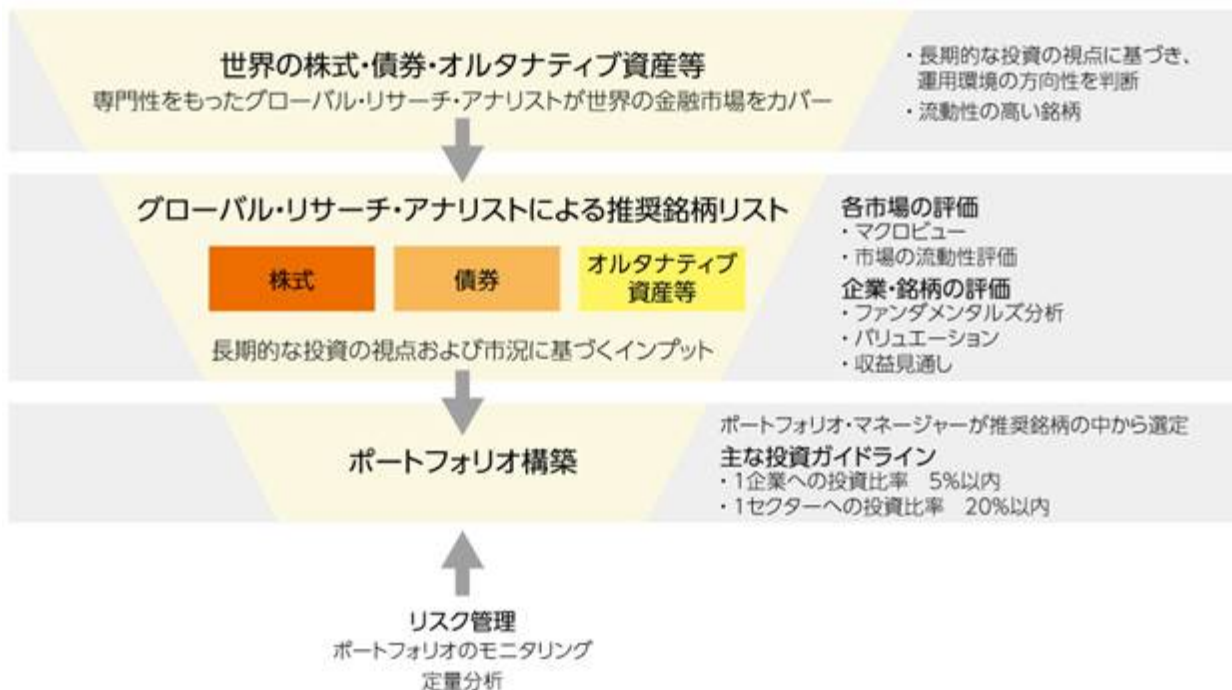 世界の株式・債券・オルタナティブ資産等
専門性をもったグローバル・リサーチ・アナリストが世界の金融市場をカバー
・長期的な投資の視点に基づき、
運用環境の方向性を判断
・流動性の高い銘柄
グローバル・リサーチ・アナリストによる推奨銘柄リスト
株式
債券
オルタナティブ
資産等
長期的な投資の視点および市況に基づくインプット
各市場の評価
・マクロビュー
・市場の流動性評価
企業・銘柄の評価
・ファンダメンタルズ分析
・バリュエーション
・収益見通し
ポートフォリオ構築
ポートフォリオ・マネージャーが推奨銘柄の中から選定
主な投資ガイドライン
・1企業への投資比率　5%以内
・1セクターへの投資比率　20%以内
リスク管理
ポートフォリオのモニタリング
定量分析